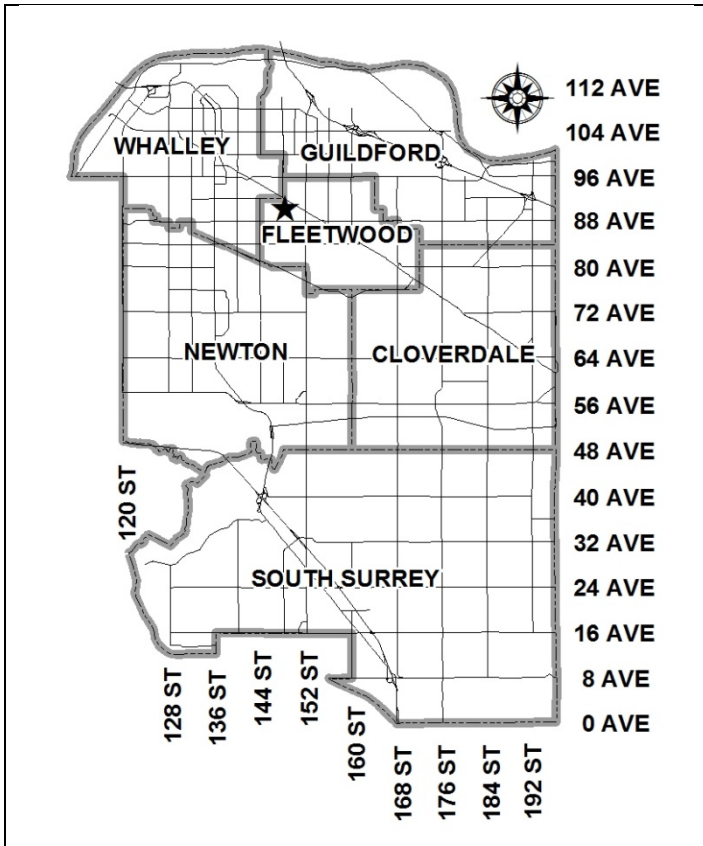 112 AVE
104 AVE
WHALLEY
GUILDFORD
96 AVE
88 AVE
FLEETWOOD
80 AVE
72 AVE
NEWTON
CLOVERDALE
64 AVE
56 AVE
48 AVE
120 ST
40 AVE
32 AVE
SOUTH SURREY
24 AVE
16 AVE
128 ST
136 ST
144 ST
152 ST
160 ST
8 AVE
0 AVE
168 ST
176 ST
184 ST
192 ST